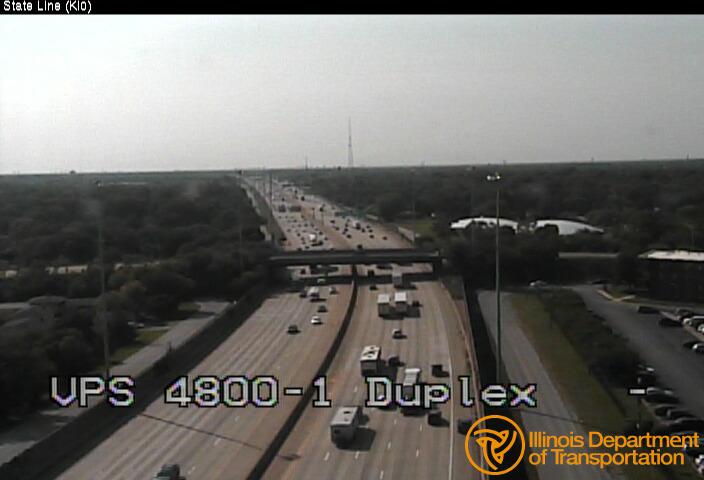 State Line (Kl0)
VPS 4800-1 Duplex -
Illinois Department
of Transportation